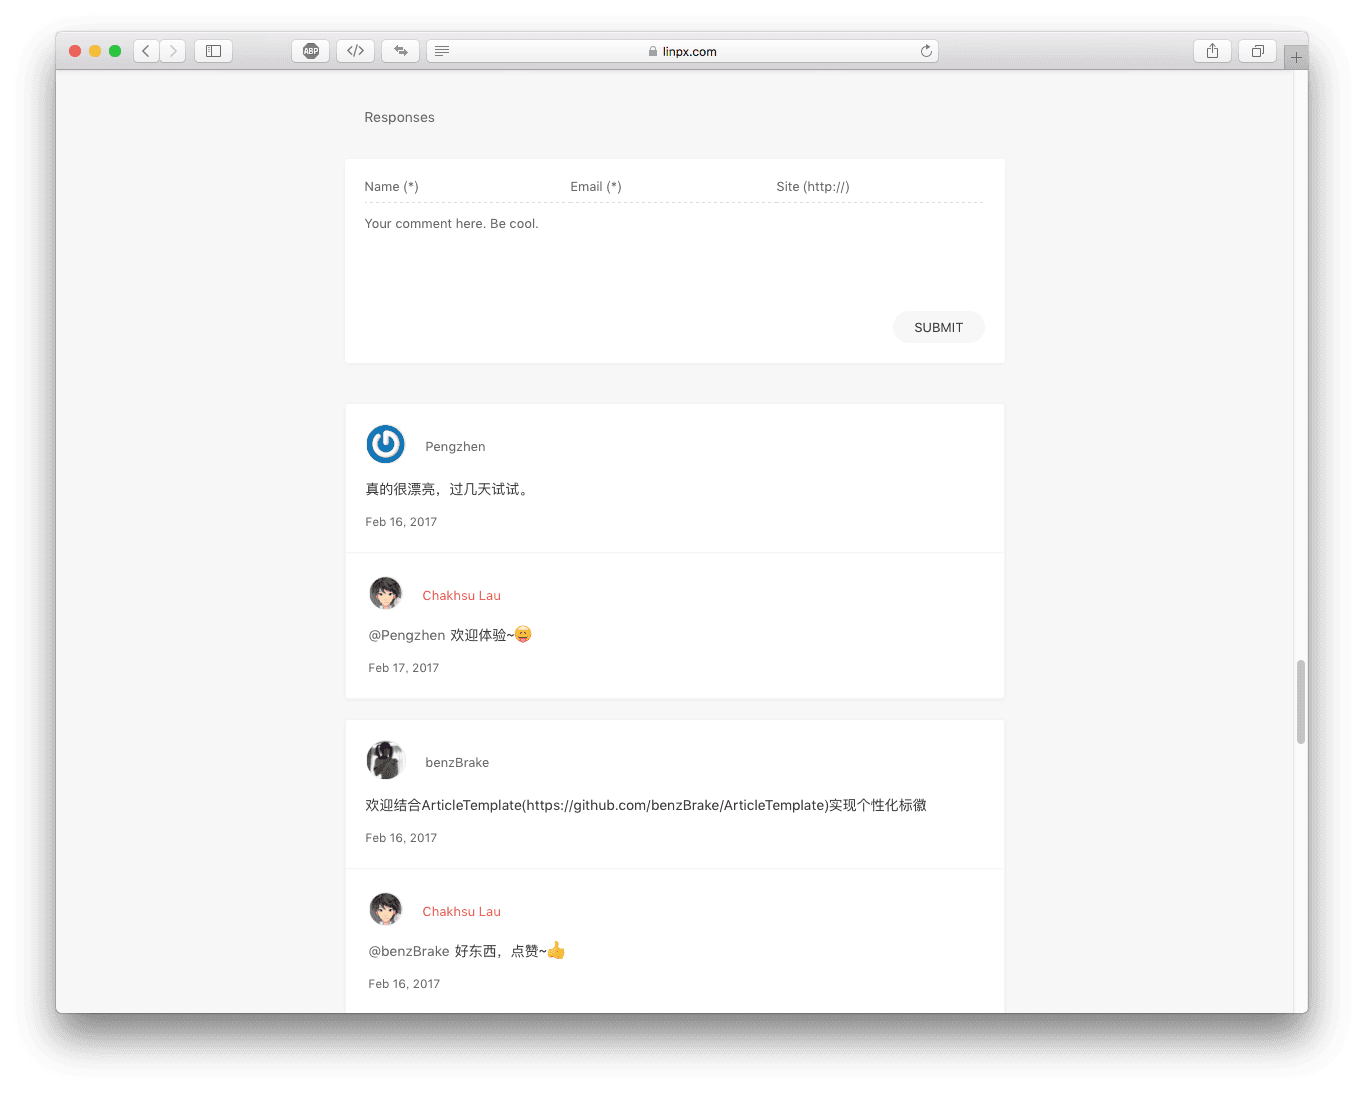 ABP
linpx.com
Responses
Name (*) Email (*) Site (http://)
Your comment here. Be cool.
SUBMIT
Pengzhen
真的很漂亮，过几天试试。
Feb 16, 2017
Chakhsu Lau
@Pengzhen 欢迎体验~😝
Feb 17, 2017
benzBrake
欢迎结合ArticleTemplate(https://github.com/benzBrake/ArticleTemplate)实现个性化标徽
Feb 16, 2017
Chakhsu Lau
@benzBrake 好东西，点赞~👍
Feb 16, 2017